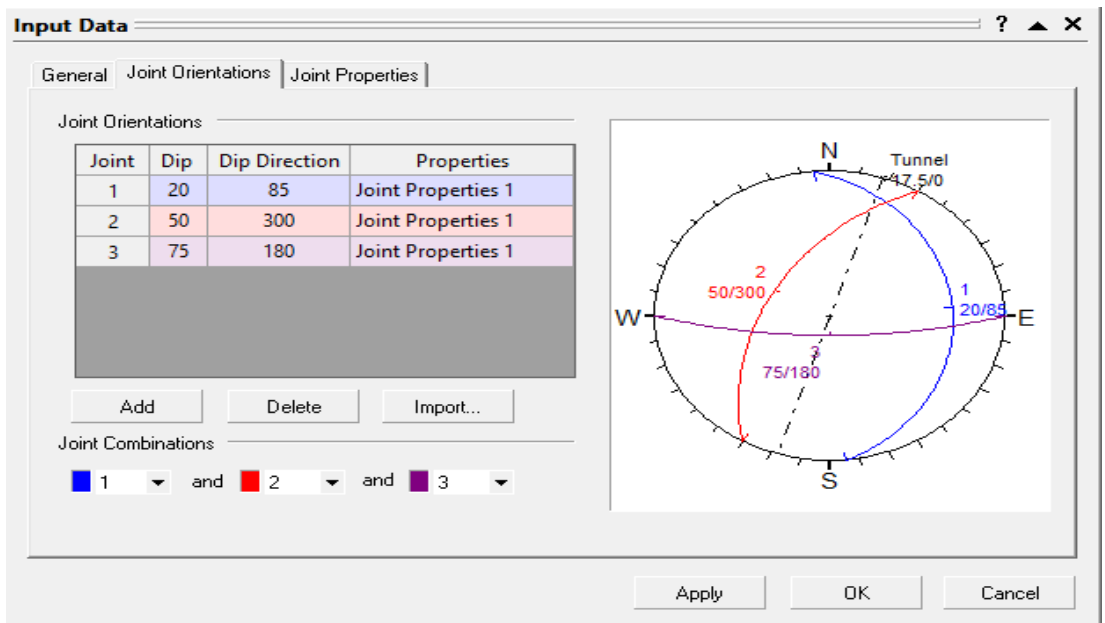 Input Data ? ▲ ✕
General Joint Orientations Joint Properties
Joint Orientations
Joint Dip Dip Direction Properties
1 20 85 Joint Properties 1
2 50 300 Joint Properties 1
3 75 180 Joint Properties 1
Add Delete Import...
Joint Combinations
1 and 2 and 3
N
Tunnel
17.5/0
2
50/300
1
20/85
W
E
3
75/180
S
Apply OK Cancel